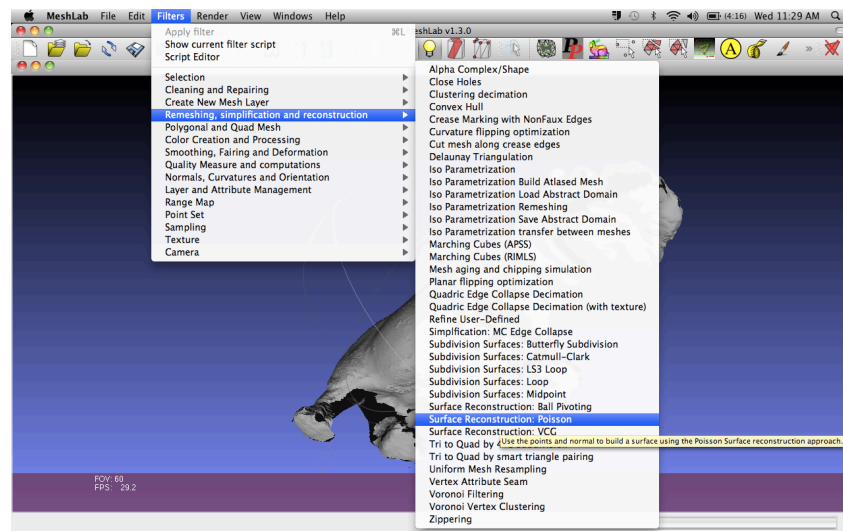 MeshLab File Edit Filters Render View Windows Help (4:16) Wed 11:29 AM
eshLab v1.3.0
Apply filter ⌘L
Show current filter script
Script Editor
Selection
Cleaning and Repairing
Create New Mesh Layer
Remeshing, simplification and reconstruction
Polygonal and Quad Mesh
Color Creation and Processing
Smoothing, Fairing and Deformation
Quality Measure and computations
Normals, Curvatures and Orientation
Layer and Attribute Management
Range Map
Point Set
Sampling
Texture
Camera
Alpha Complex/Shape
Close Holes
Clustering decimation
Convex Hull
Crease Marking with NonFaux Edges
Curvature flipping optimization
Cut mesh along crease edges
Delaunay Triangulation
Iso Parametrization
Iso Parametrization Build Atlased Mesh
Iso Parametrization Load Abstract Domain
Iso Parametrization Remeshing
Iso Parametrization Save Abstract Domain
Iso Parametrization transfer between meshes
Marching Cubes (APSS)
Marching Cubes (RIMLS)
Mesh aging and chipping simulation
Planar flipping optimization
Quadric Edge Collapse Decimation
Quadric Edge Collapse Decimation (with texture)
Refine User-Defined
Simplfication: MC Edge Collapse
Subdivision Surfaces: Butterfly Subdivision
Subdivision Surfaces: Catmull-Clark
Subdivision Surfaces: LS3 Loop
Subdivision Surfaces: Loop
Subdivision Surfaces: Midpoint
Surface Reconstruction: Ball Pivoting
Surface Reconstruction: Poisson
Surface Reconstruction: VCG
Use the points and normal to build a surface using the Poisson Surface reconstruction approach.
Tri to Quad by
Tri to Quad by smart triangle pairing
Uniform Mesh Resampling
Vertex Attribute Seam
Voronoi Filtering
Voronoi Vertex Clustering
Zippering
FOV: 60
FPS: 29.2